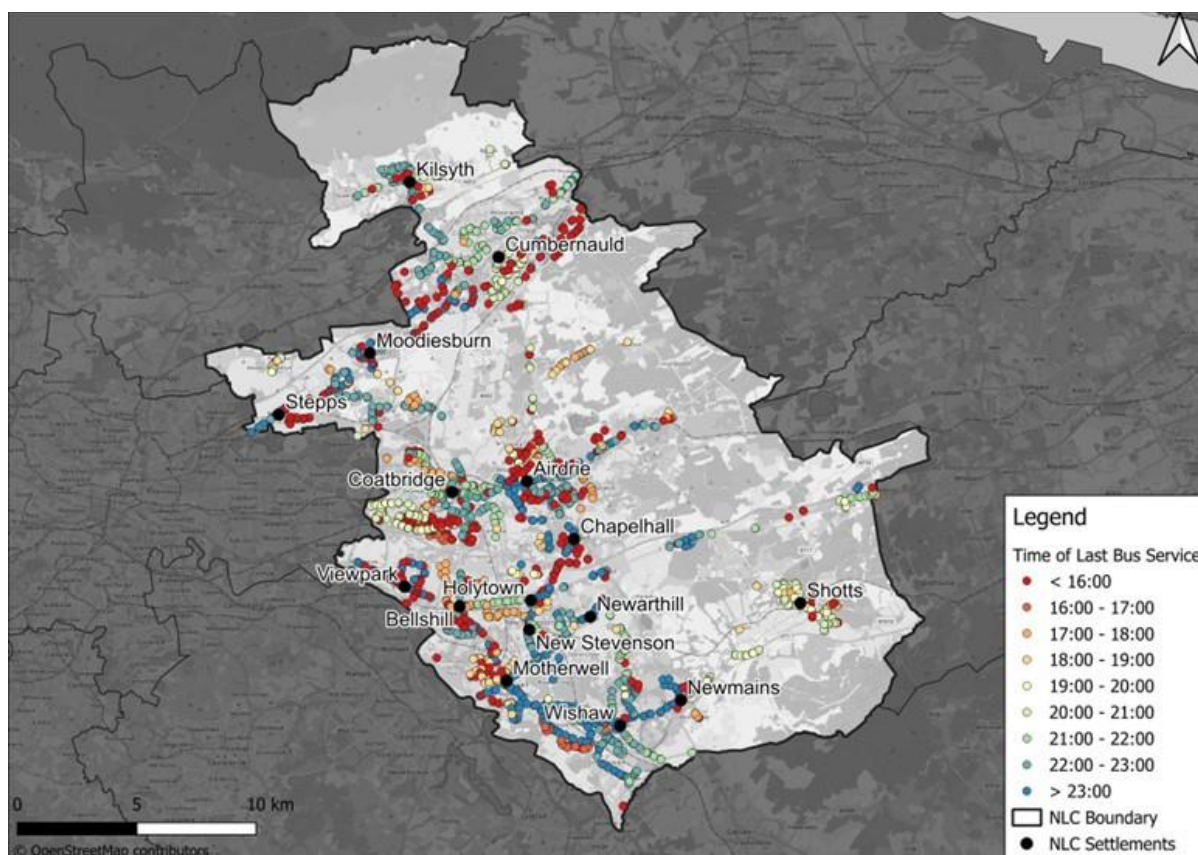 Kilsyth
Cumbernauld
Moodiesburn
Stepps
Airdrie
Coatbridge
Chapelhall
Viewpark
Holytown
Newarthill
Shotts
Bellshill
New Stevenson
Motherwell
Newmains
Wishaw
Legend
Time of Last Bus Service
< 16:00
16:00 - 17:00
17:00 - 18:00
18:00 - 19:00
19:00 - 20:00
20:00 - 21:00
21:00 - 22:00
22:00 - 23:00
> 23:00
NLC Boundary
NLC Settlements
0 5 10 km
© OpenStreetMap contributors